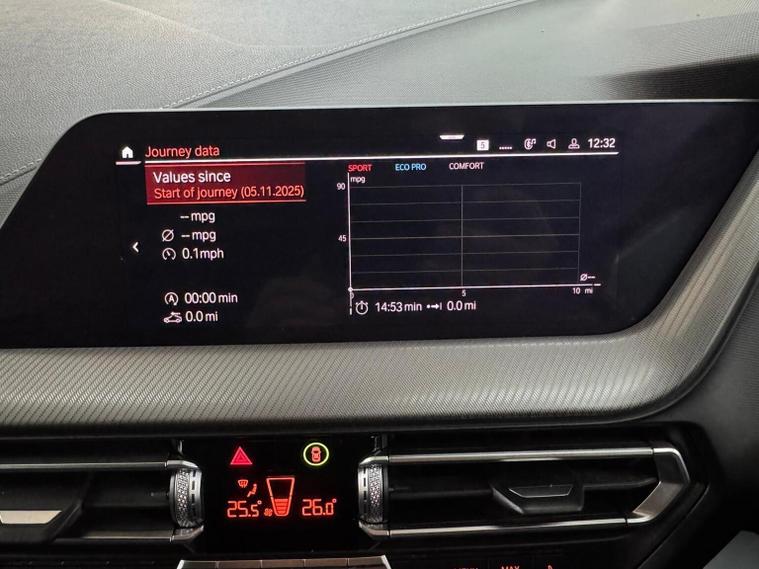 Journey data
5 ..... 12:32
Values since
Start of journey (05.11.2025)
--mpg
--mpg
0.1mph
00:00 min
0.0 mi
SPORT ECO PRO COMFORT
mpg
90
45
0 5 10 mi
Ø--
14:53 min 0.0 mi
25.5° 26.0°
MAX